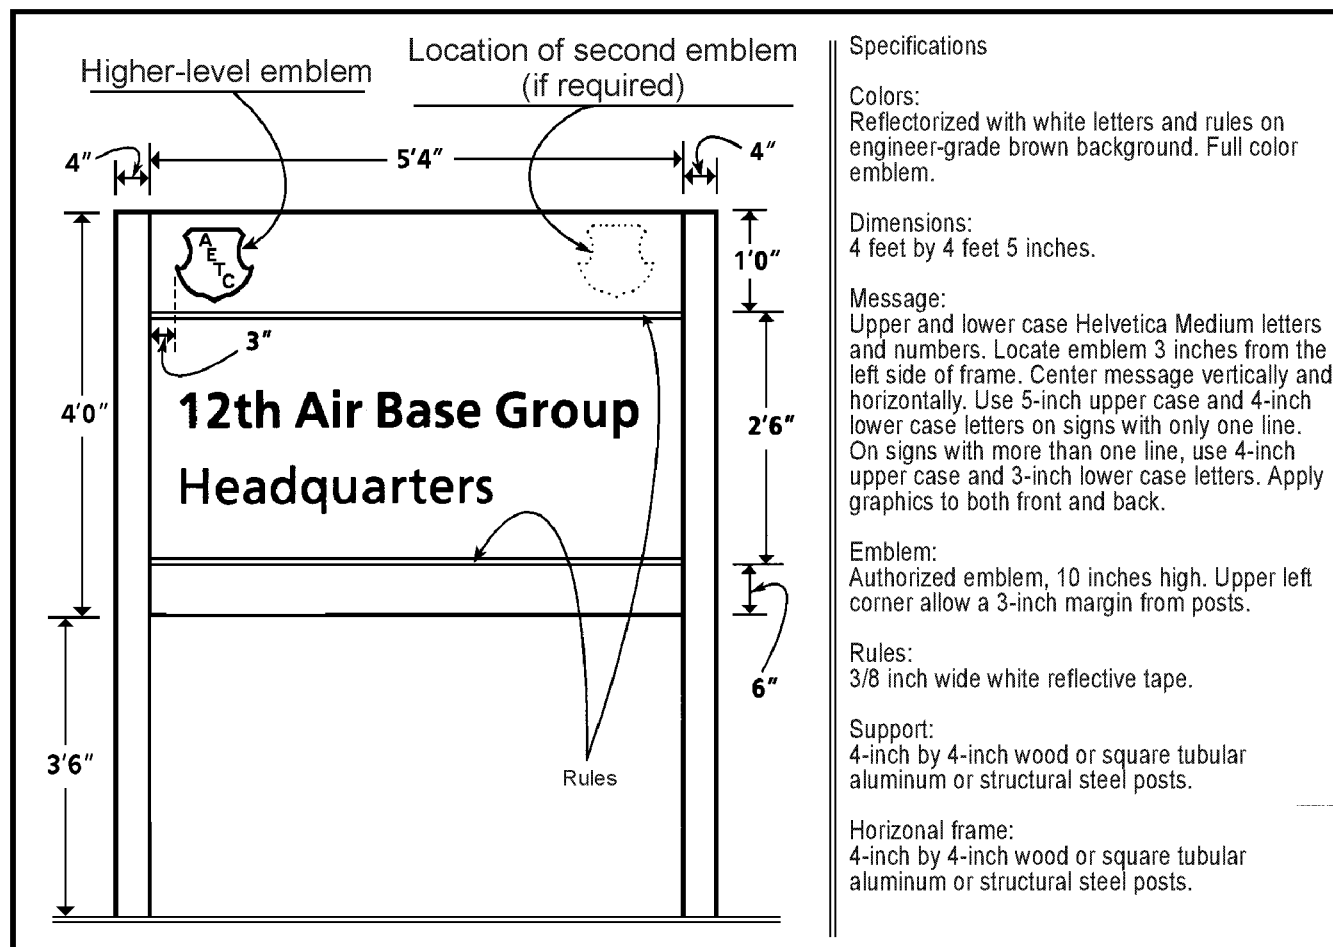 Higher-level emblem
Location of second emblem
(if required)
4″
5′4″
4″
A
E
T
C
1′0″
3″
4′0″
12th Air Base Group
Headquarters
2′6″
6″
3′6″
Rules
Specifications
Colors:
Reflectorized with white letters and rules on
engineer-grade brown background. Full color
emblem.
Dimensions:
4 feet by 4 feet 5 inches.
Message:
Upper and lower case Helvetica Medium letters
and numbers. Locate emblem 3 inches from the
left side of frame. Center message vertically and
horizontally. Use 5-inch upper case and 4-inch
lower case letters on signs with only one line.
On signs with more than one line, use 4-inch
upper case and 3-inch lower case letters. Apply
graphics to both front and back.
Emblem:
Authorized emblem, 10 inches high. Upper left
corner allow a 3-inch margin from posts.
Rules:
3/8 inch wide white reflective tape.
Support:
4-inch by 4-inch wood or square tubular
aluminum or structural steel posts.
Horizonal frame:
4-inch by 4-inch wood or square tubular
aluminum or structural steel posts.